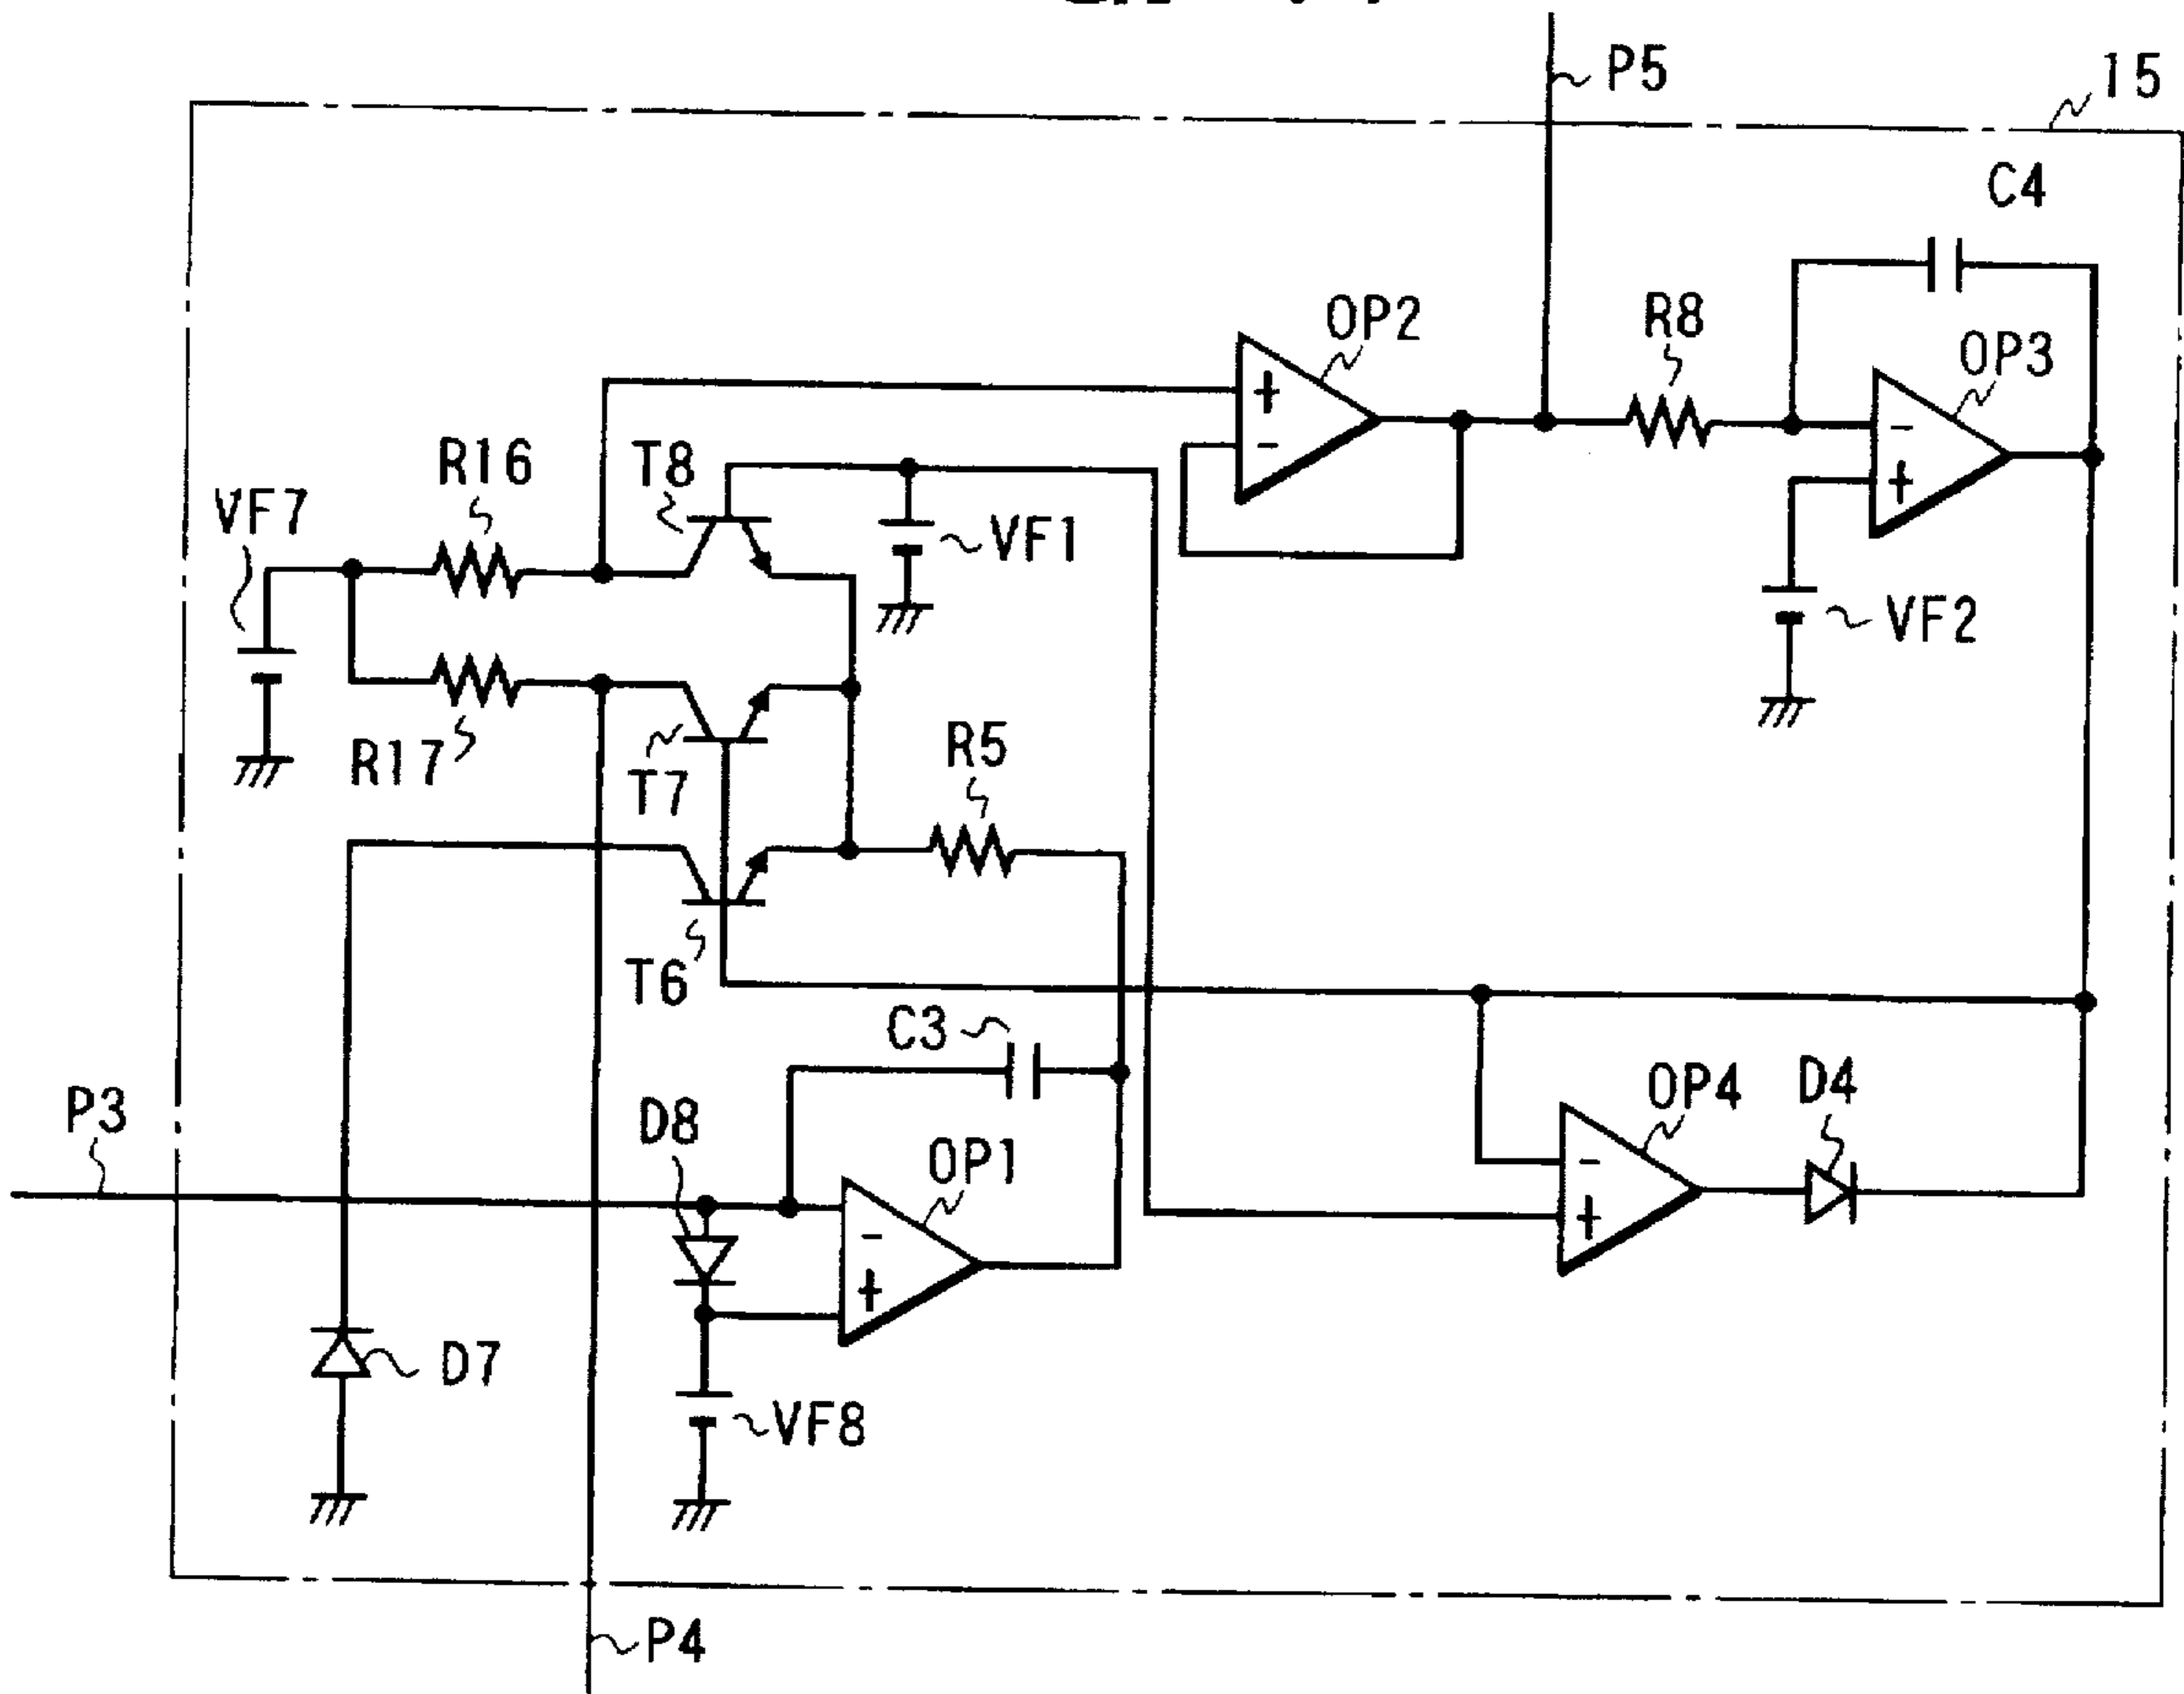 P5
15
C4
OP2
R8
OP3
R16
T8
VF7
VF1
+
-
-
+
VF2
R17
T7
R5
T6
C3
P3
D8
OP1
OP4
D4
-
+
-
+
D7
VF8
P4